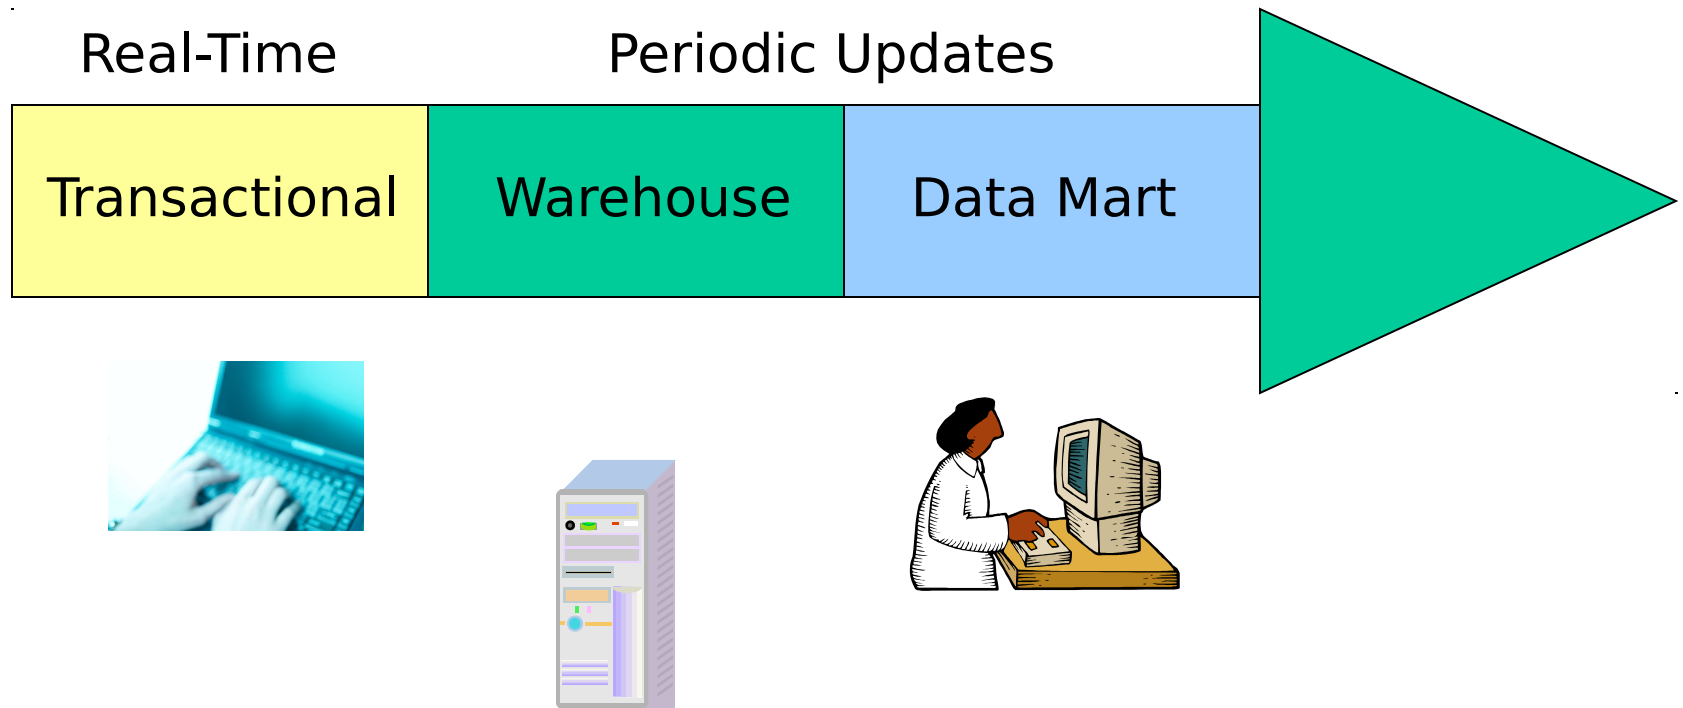 Real-Time
Periodic Updates
Transactional
Warehouse
Data Mart